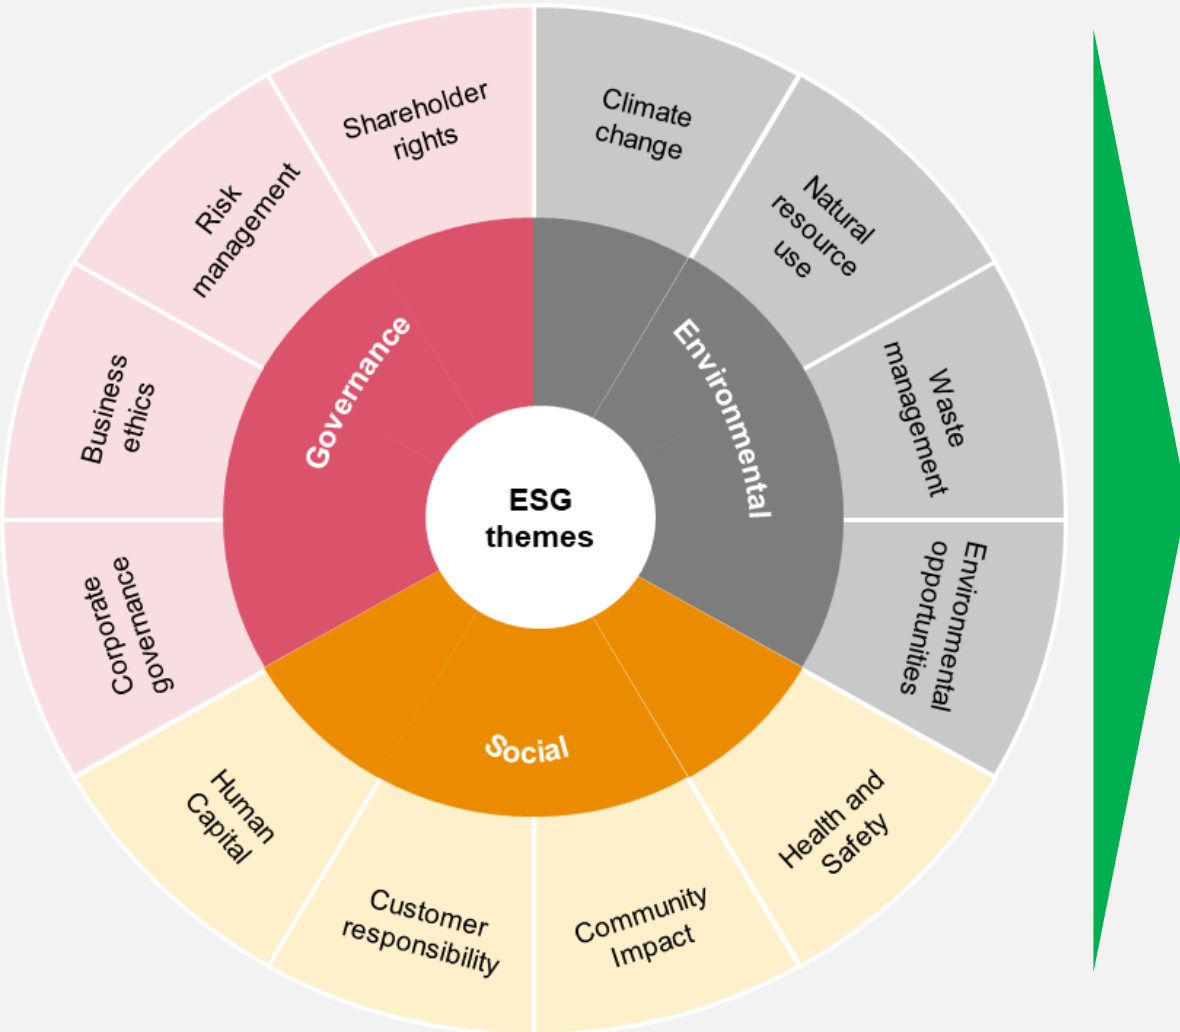 ESG
themes
Environmental
Social
Governance
Climate
change
Natural
resource
use
Waste
management
Environmental
opportunities
Health and
Safety
Community
Impact
Customer
responsibility
Human
Capital
Corporate
governance
Business
ethics
Risk
management
Shareholder
rights